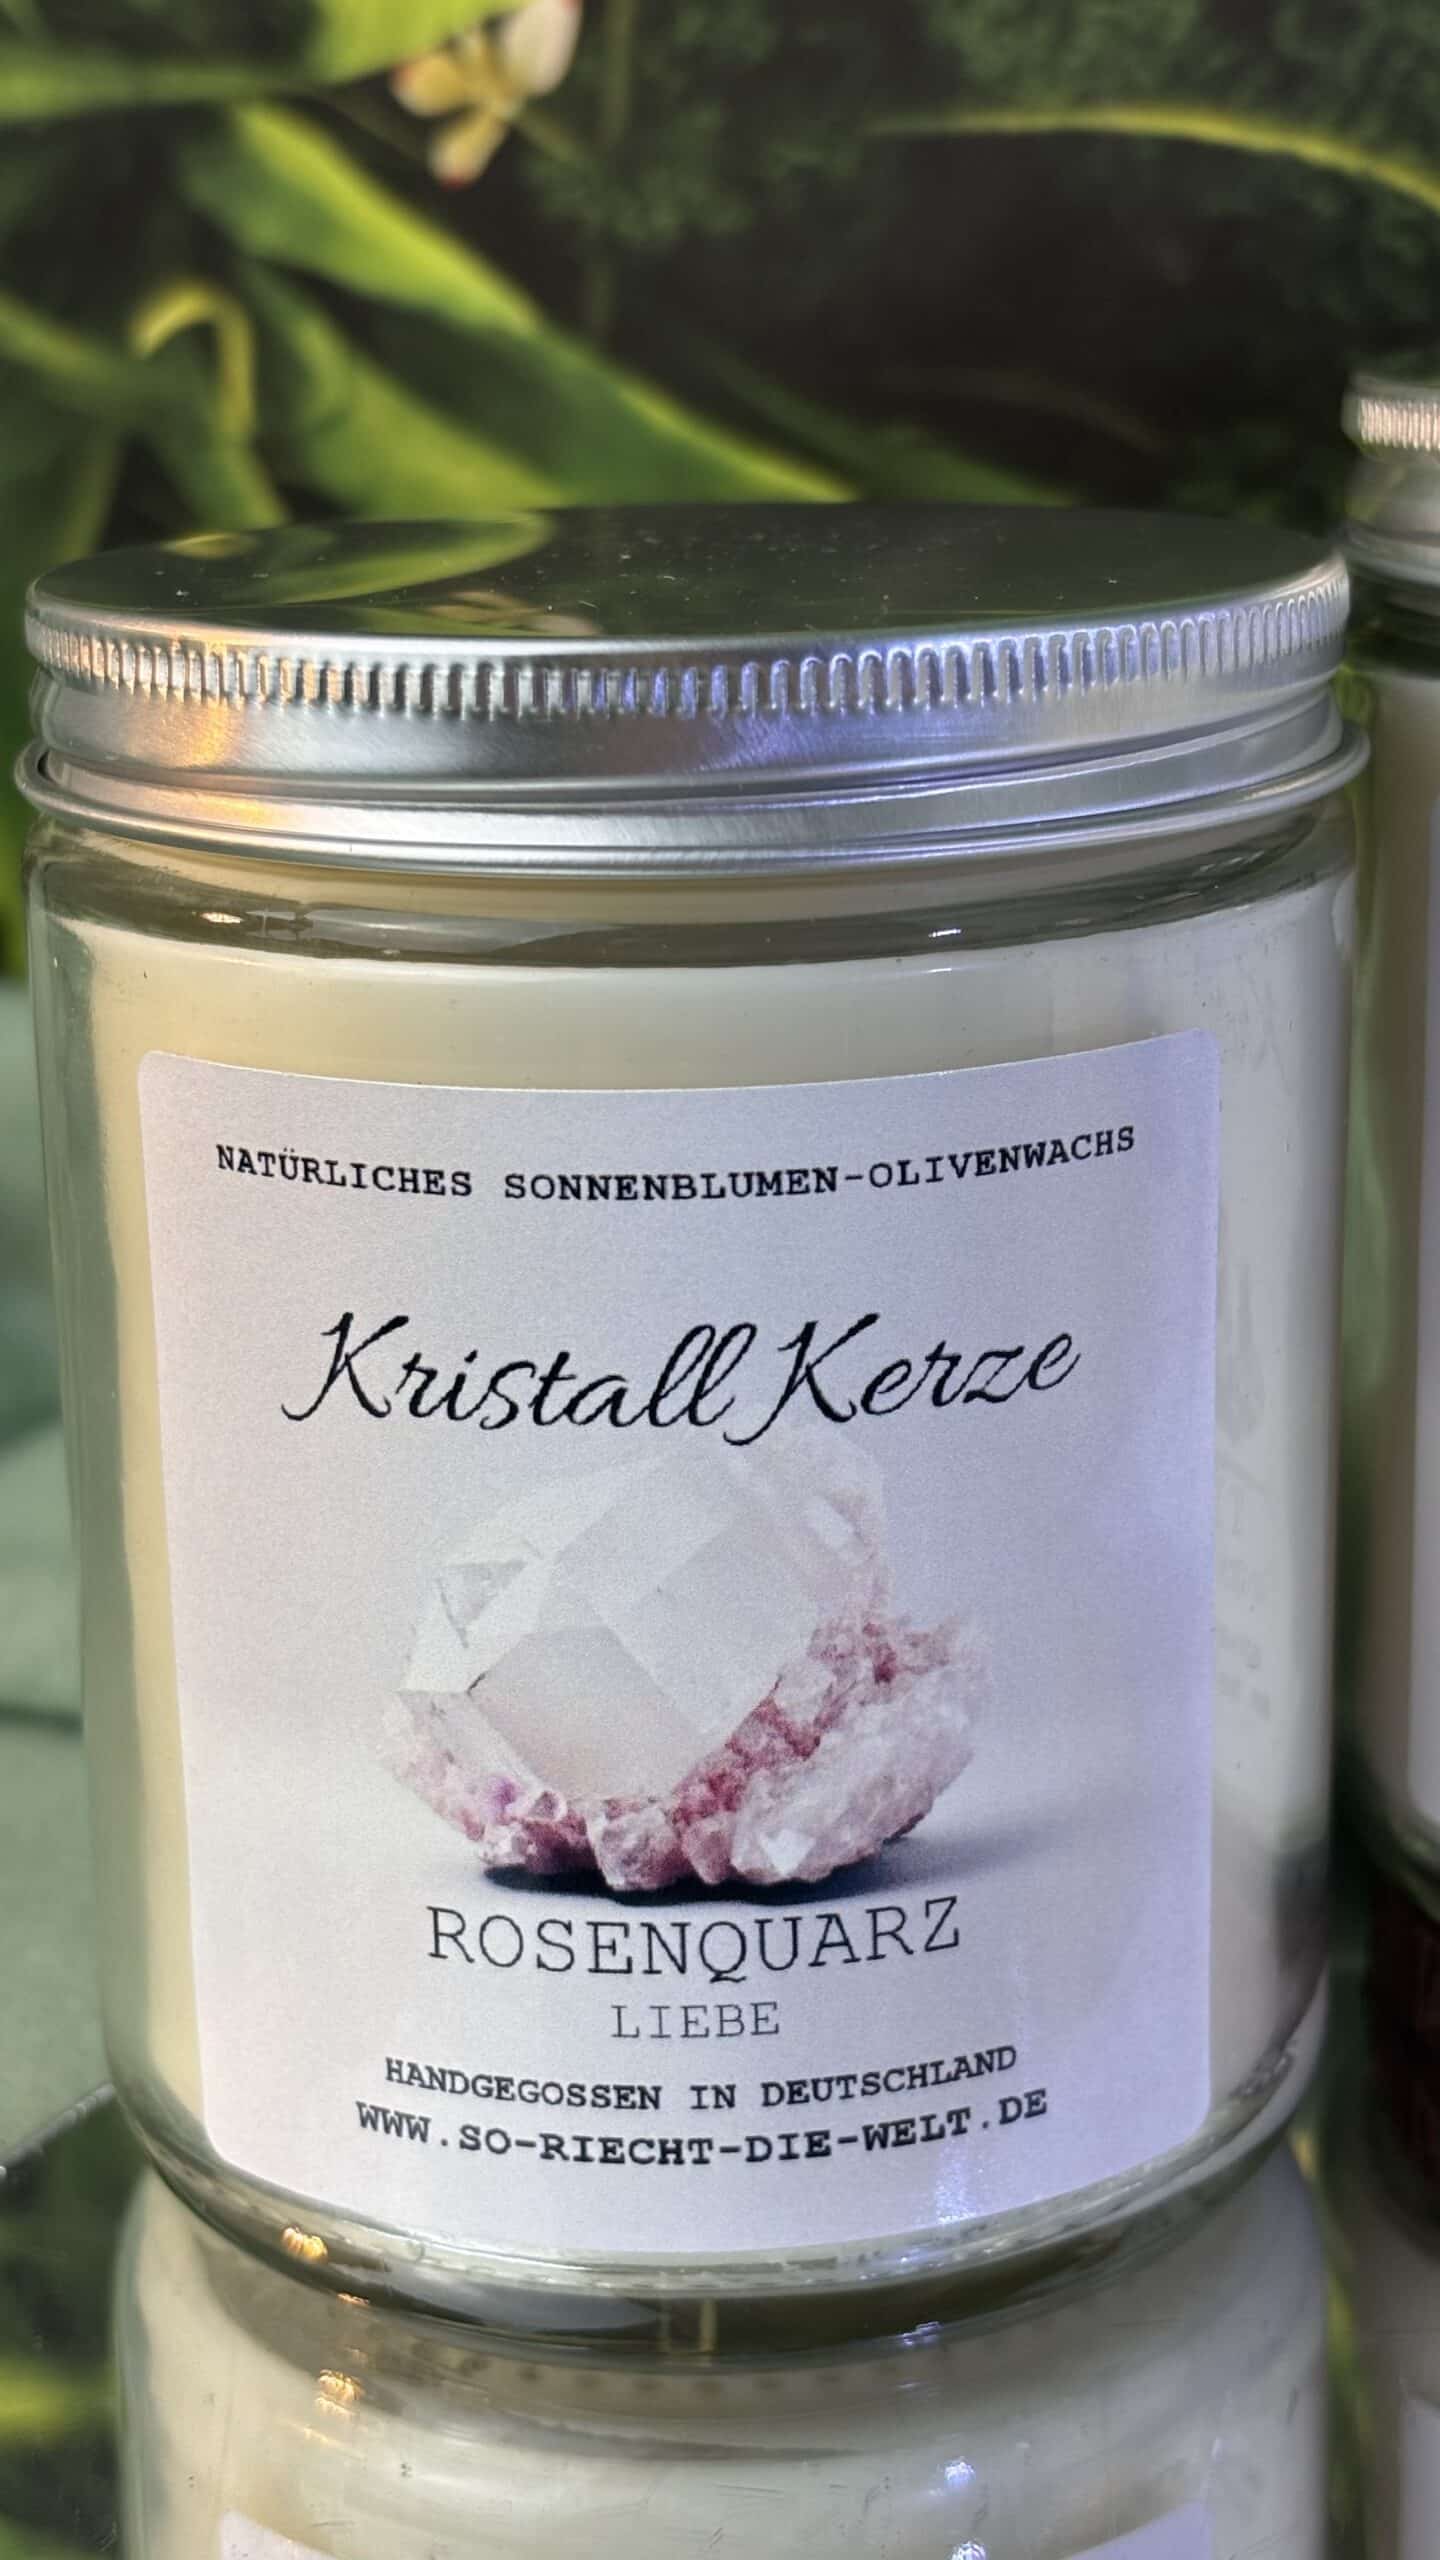 NATÜRLICHES SONNENBLUMEN-OLIVENWACHS
Kristall Kerze
ROSENQUARZ
LIEBE
HANDGEGOSSEN IN DEUTSCHLAND
WWW.SO-RIECHT-DIE-WELT.DE